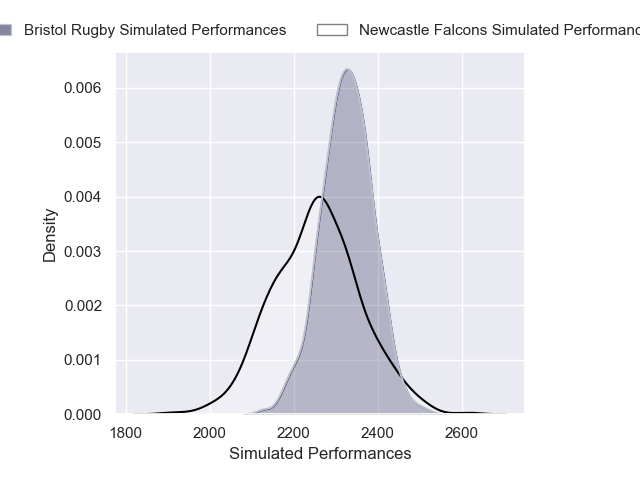 Bristol Rugby Simulated Performances
Newcastle Falcons Simulated
0.006
0.005
0.004
0.003
0.002
0.001
0.000
Density
1800 2000 2200 2400 2600
Simulated Performances